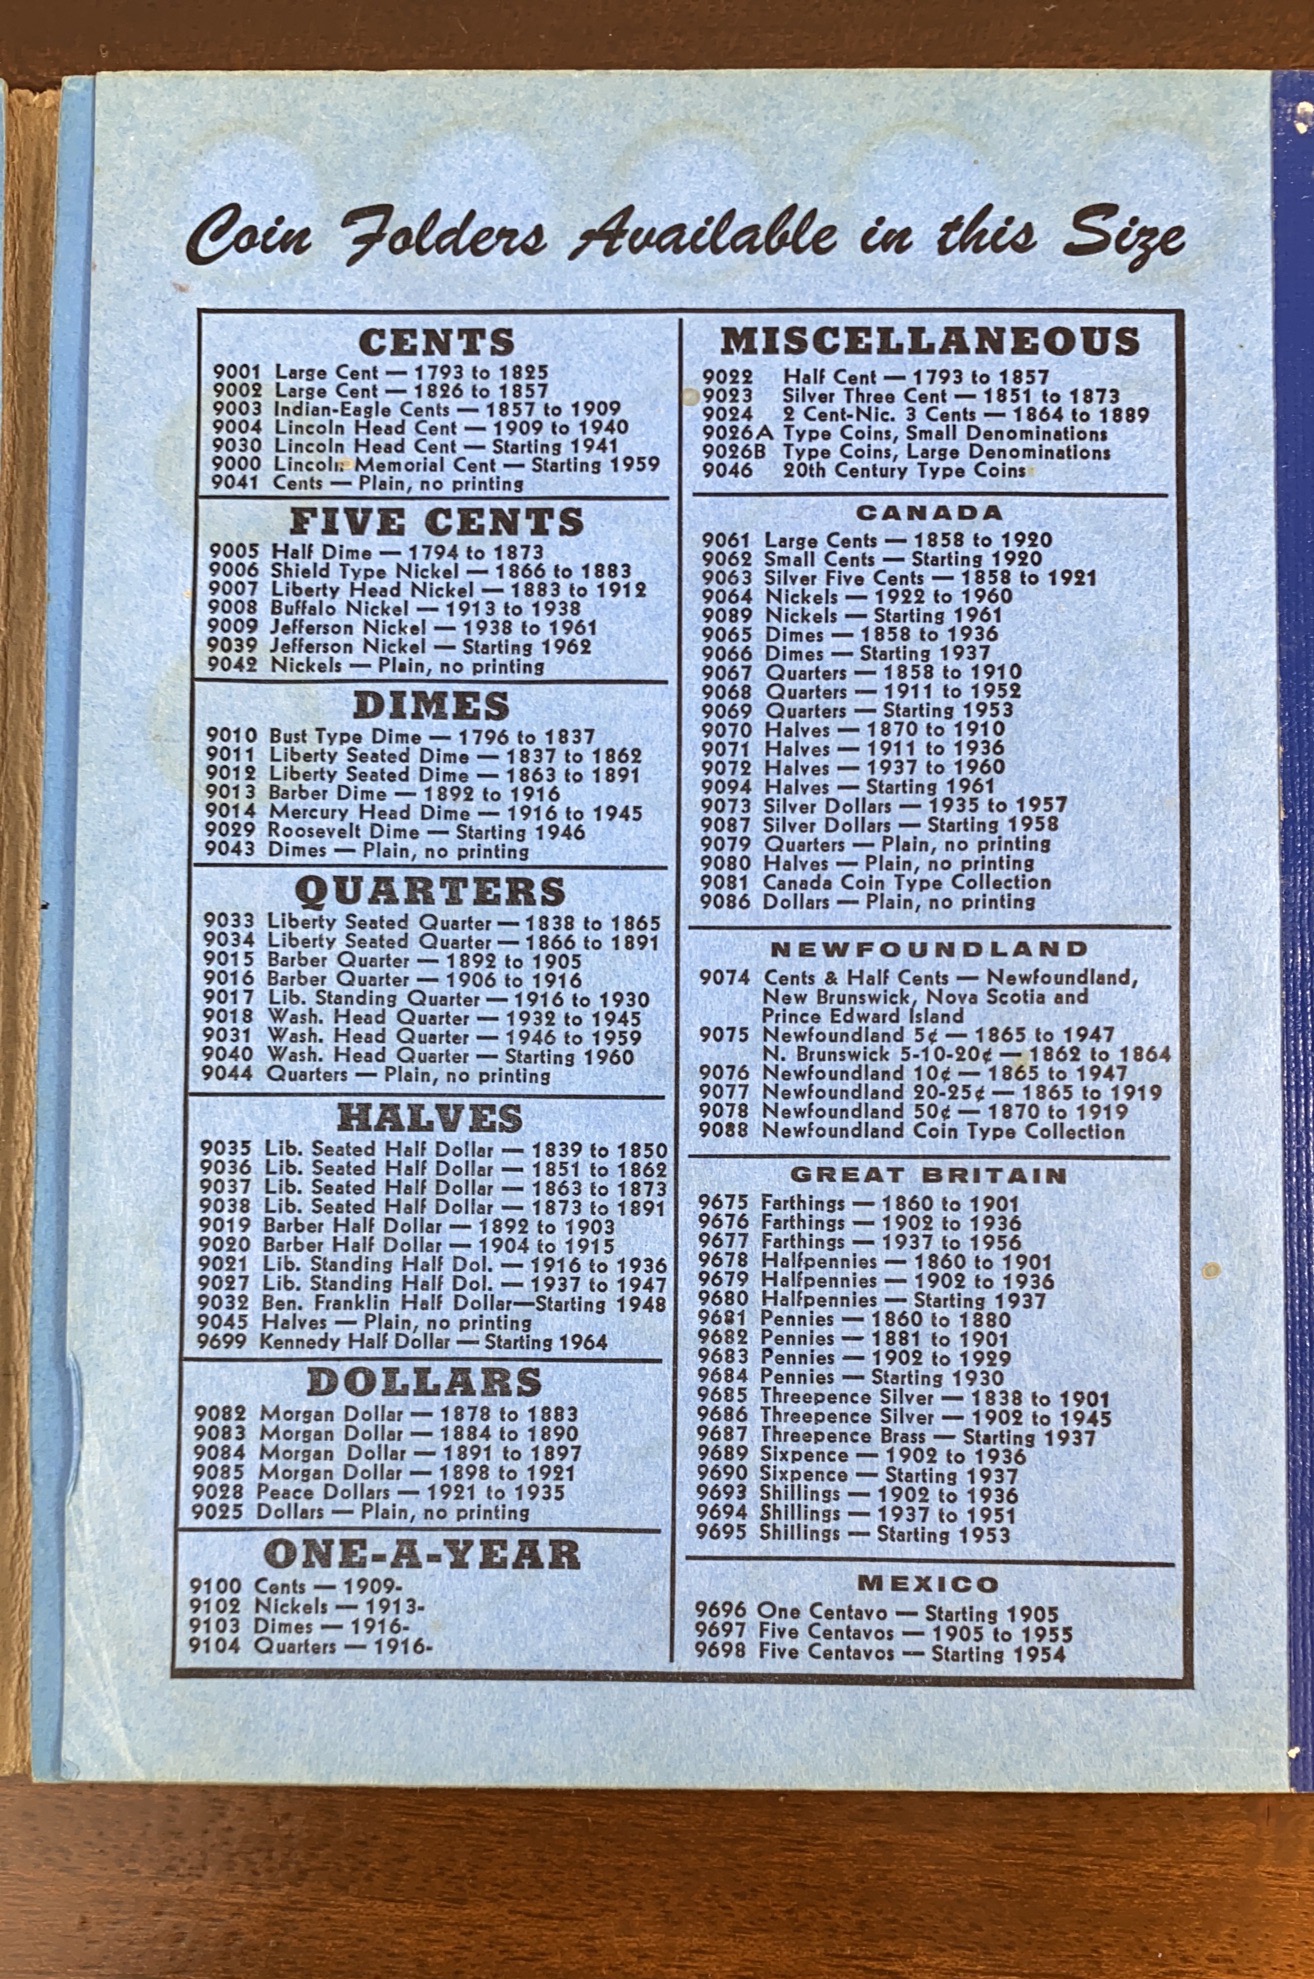 Coin Folders Available in this Size
CENTS
9001 Large Cent — 1793 to 1825
9002 Large Cent — 1826 to 1857
9003 Indian-Eagle Cents — 1857 to 1909
9004 Lincoln Head Cent — 1909 to 1940
9030 Lincoln Head Cent — Starting 1941
9000 Lincoln Memorial Cent — Starting 1959
9041 Cents — Plain, no printing
FIVE CENTS
9005 Half Dime — 1794 to 1873
9006 Shield Type Nickel — 1866 to 1883
9007 Liberty Head Nickel — 1883 to 1912
9008 Buffalo Nickel — 1913 to 1938
9009 Jefferson Nickel — 1938 to 1961
9039 Jefferson Nickel — Starting 1962
9042 Nickels — Plain, no printing
DIMES
9010 Bust Type Dime — 1796 to 1837
9011 Liberty Seated Dime — 1837 to 1862
9012 Liberty Seated Dime — 1863 to 1891
9013 Barber Dime — 1892 to 1916
9014 Mercury Head Dime — 1916 to 1945
9029 Roosevelt Dime — Starting 1946
9043 Dimes — Plain, no printing
QUARTERS
9033 Liberty Seated Quarter — 1838 to 1865
9034 Liberty Seated Quarter — 1866 to 1891
9015 Barber Quarter — 1892 to 1905
9016 Barber Quarter — 1906 to 1916
9017 Lib. Standing Quarter — 1916 to 1930
9018 Wash. Head Quarter — 1932 to 1945
9031 Wash. Head Quarter — 1946 to 1959
9040 Wash. Head Quarter — Starting 1960
9044 Quarters — Plain, no printing
HALVES
9035 Lib. Seated Half Dollar — 1839 to 1850
9036 Lib. Seated Half Dollar — 1851 to 1862
9037 Lib. Seated Half Dollar — 1863 to 1873
9038 Lib. Seated Half Dollar — 1873 to 1891
9019 Barber Half Dollar — 1892 to 1903
9020 Barber Half Dollar — 1904 to 1915
9021 Lib. Standing Half Dol. — 1916 to 1936
9027 Lib. Standing Half Dol. — 1937 to 1947
9032 Ben. Franklin Half Dollar—Starting 1948
9045 Halves — Plain, no printing
9699 Kennedy Half Dollar — Starting 1964
DOLLARS
9082 Morgan Dollar — 1878 to 1883
9083 Morgan Dollar — 1884 to 1890
9084 Morgan Dollar — 1891 to 1897
9085 Morgan Dollar — 1898 to 1921
9028 Peace Dollars — 1921 to 1935
9025 Dollars — Plain, no printing
ONE-A-YEAR
9100 Cents — 1909-
9102 Nickels — 1913-
9103 Dimes — 1916-
9104 Quarters — 1916-
MISCELLANEOUS
9022 Half Cent — 1793 to 1857
9023 Silver Three Cent — 1851 to 1873
9024 2 Cent-Nic. 3 Cents — 1864 to 1889
9026A Type Coins, Small Denominations
9026B Type Coins, Large Denominations
9046 20th Century Type Coins
CANADA
9061 Large Cents — 1858 to 1920
9062 Small Cents — Starting 1920
9063 Silver Five Cents — 1858 to 1921
9064 Nickels — 1922 to 1960
9089 Nickels — Starting 1961
9065 Dimes — 1858 to 1936
9066 Dimes — Starting 1937
9067 Quarters — 1858 to 1910
9068 Quarters — 1911 to 1952
9069 Quarters — Starting 1953
9070 Halves — 1870 to 1910
9071 Halves — 1911 to 1936
9072 Halves — 1937 to 1960
9094 Halves — Starting 1961
9073 Silver Dollars — 1935 to 1957
9087 Silver Dollars — Starting 1958
9079 Quarters — Plain, no printing
9080 Halves — Plain, no printing
9081 Canada Coin Type Collection
9086 Dollars — Plain, no printing
NEWFOUNDLAND
9074 Cents & Half Cents — Newfoundland,
New Brunswick, Nova Scotia and
Prince Edward Island
9075 Newfoundland 5¢ — 1865 to 1947
N. Brunswick 5-10-20¢ — 1862 to 1864
9076 Newfoundland 10¢ — 1865 to 1947
9077 Newfoundland 20-25¢ — 1865 to 1919
9078 Newfoundland 50¢ — 1870 to 1919
9088 Newfoundland Coin Type Collection
GREAT BRITAIN
9675 Farthings — 1860 to 1901
9676 Farthings — 1902 to 1936
9677 Farthings — 1937 to 1956
9678 Halfpennies — 1860 to 1901
9679 Halfpennies — 1902 to 1936
9680 Halfpennies — Starting 1937
9681 Pennies — 1860 to 1880
9682 Pennies — 1881 to 1901
9683 Pennies — 1902 to 1929
9684 Pennies — Starting 1930
9685 Threepence Silver — 1838 to 1901
9686 Threepence Silver — 1902 to 1945
9687 Threepence Brass — Starting 1937
9689 Sixpence — 1902 to 1936
9690 Sixpence — Starting 1937
9693 Shillings — 1902 to 1936
9694 Shillings — 1937 to 1951
9695 Shillings — Starting 1953
MEXICO
9696 One Centavo — Starting 1905
9697 Five Centavos — 1905 to 1955
9698 Five Centavos — Starting 1954